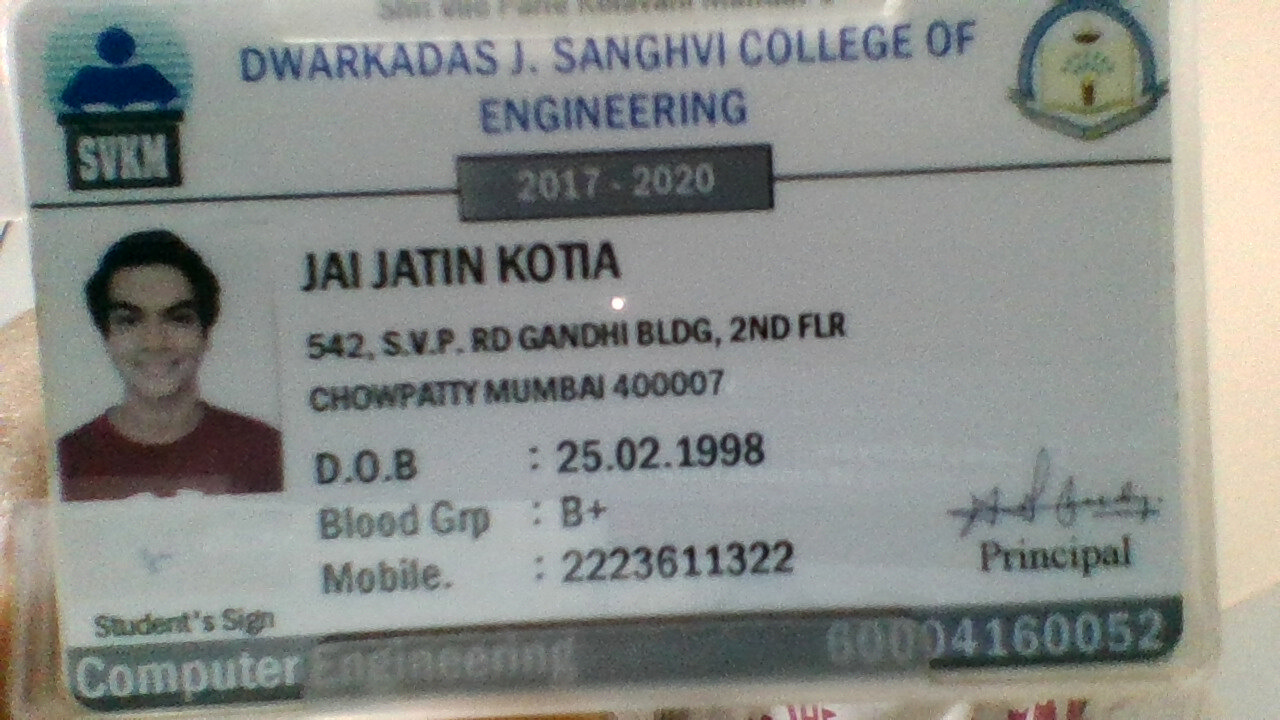 DWARKADAS J. SANGHVI COLLEGE OF
ENGINEERING
SVKM
2017 - 2020
JAI JATIN KOTIA
542, S.V.P. RD GANDHI BLDG, 2ND FLR
CHOWPATTY MUMBAI 400007
D.O.B : 25.02.1998
Blood Grp : B+
Mobile. : 2223611322
Principal
Student's Sign
Computer Engineering 60004160052